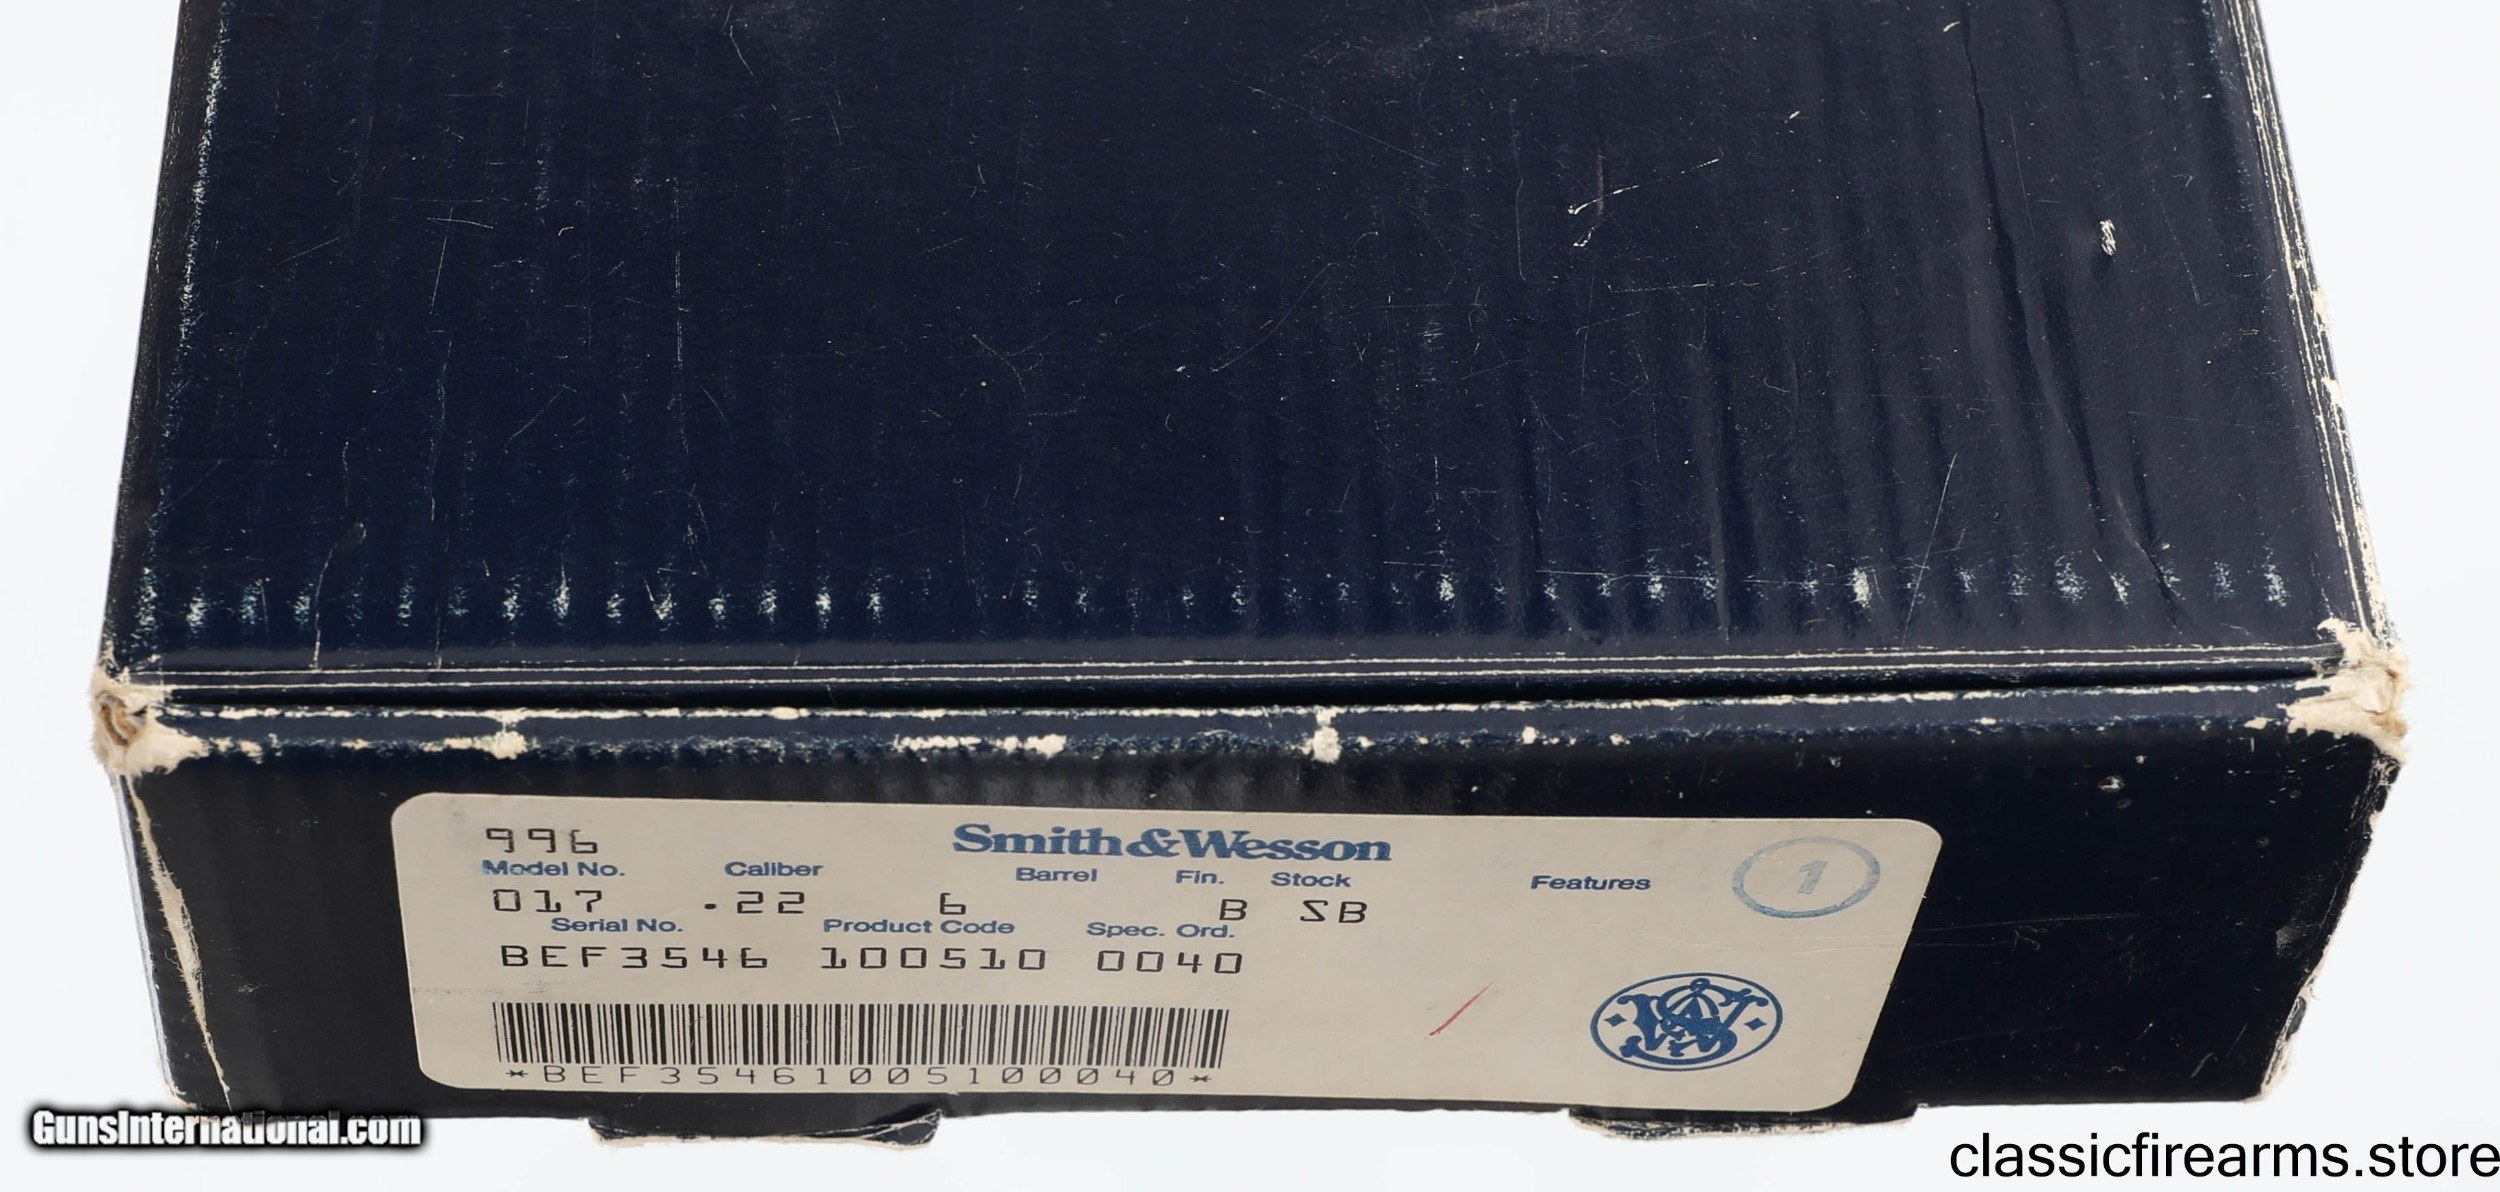 996
Smith&Wesson
Model No. Caliber Barrel Fin. Stock Features 1
017 .22 6 B SB
Serial No. Product Code Spec. Ord.
BEF3546 100510 0040
*BEF35461005100040*
GunsInternational.com
classicfirearms.store